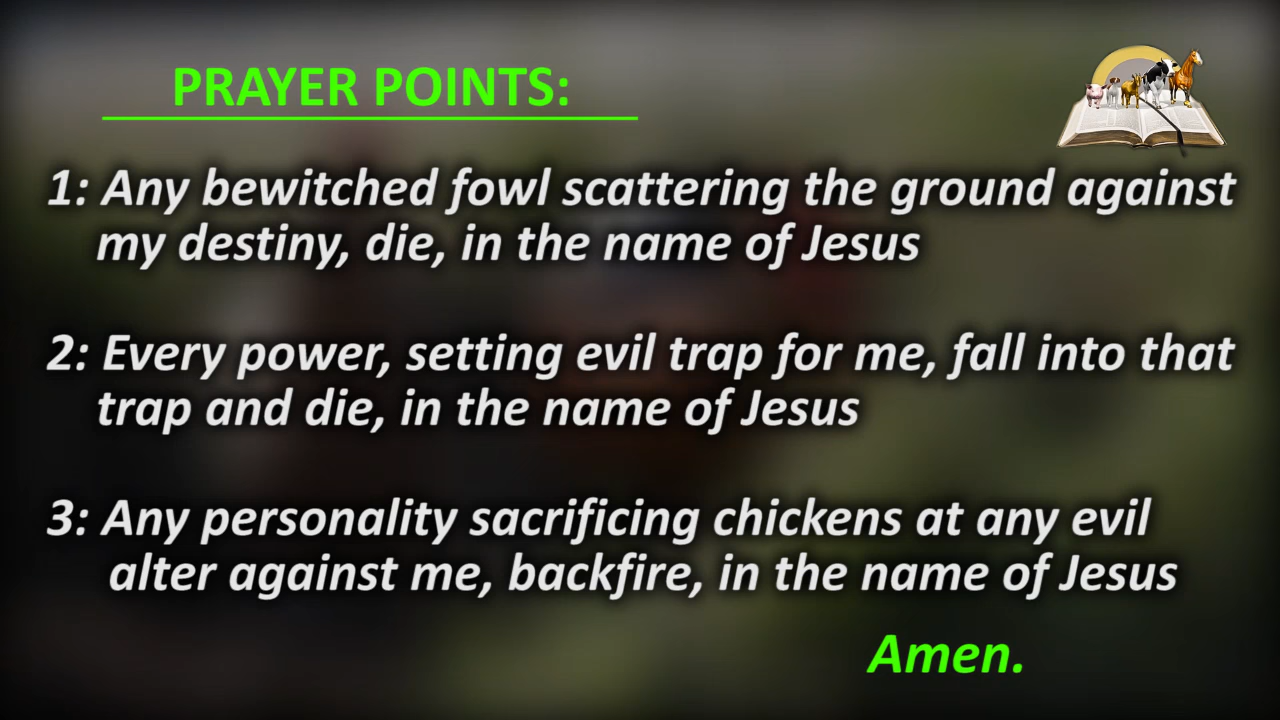 PRAYER POINTS:
1: Any bewitched fowl scattering the ground against
my destiny, die, in the name of Jesus
2: Every power, setting evil trap for me, fall into that
trap and die, in the name of Jesus
3: Any personality sacrificing chickens at any evil
alter against me, backfire, in the name of Jesus
Amen.